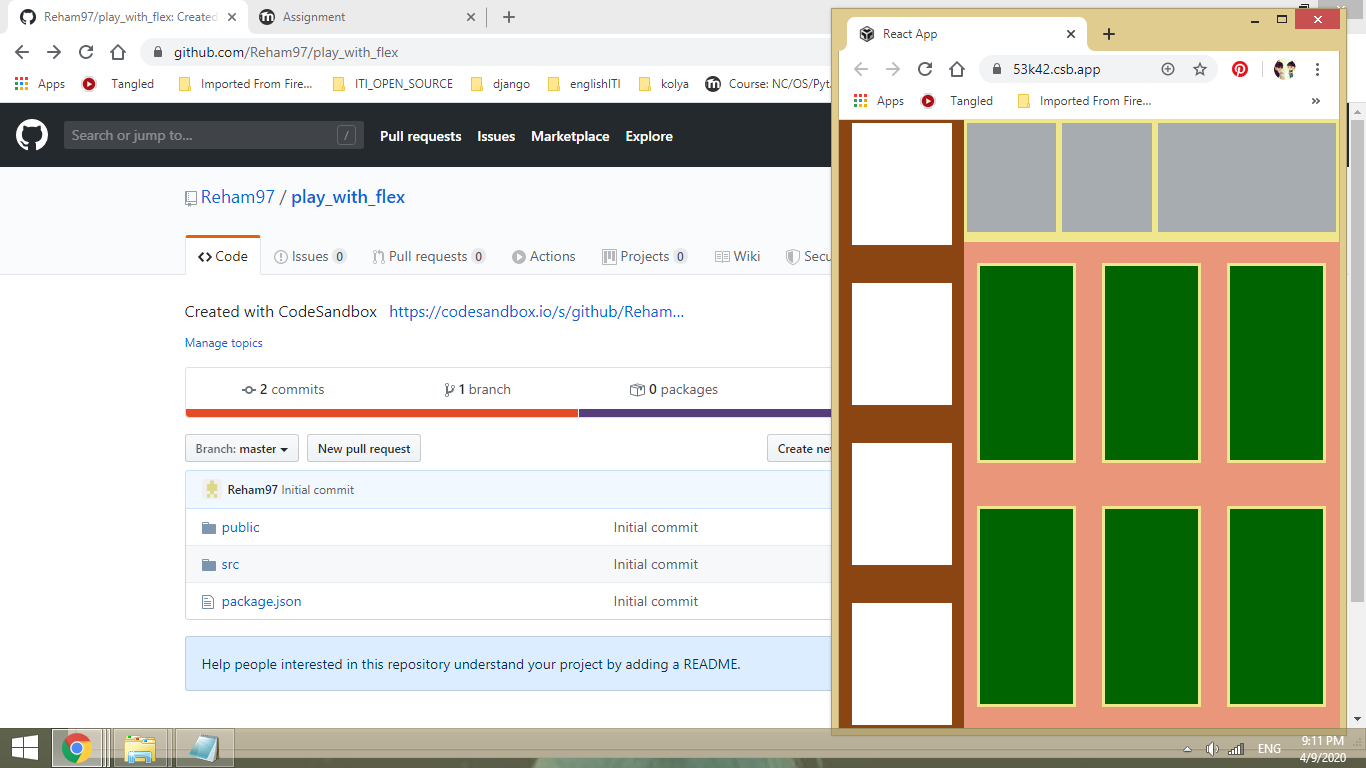 Reham97/play_with_flex: Created
Assignment
github.com/Reham97/play_with_flex
Apps
Tangled
Imported From Fire...
ITI_OPEN_SOURCE
django
englishITI
kolya
Course: NC/OS/Pyt
Search or jump to...
/
Pull requests
Issues
Marketplace
Explore
Reham97 / play_with_flex
Code
Issues 0
Pull requests 0
Actions
Projects 0
Wiki
Secu
Created with CodeSandbox https://codesandbox.io/s/github/Reham...
Manage topics
2 commits
1 branch
0 packages
Branch: master
New pull request
Create new
Reham97 Initial commit
public Initial commit
src Initial commit
package.json Initial commit
Help people interested in this repository understand your project by adding a README.
React App
53k42.csb.app
Apps
Tangled
Imported From Fire...
»
ENG
9:11 PM
4/9/2020